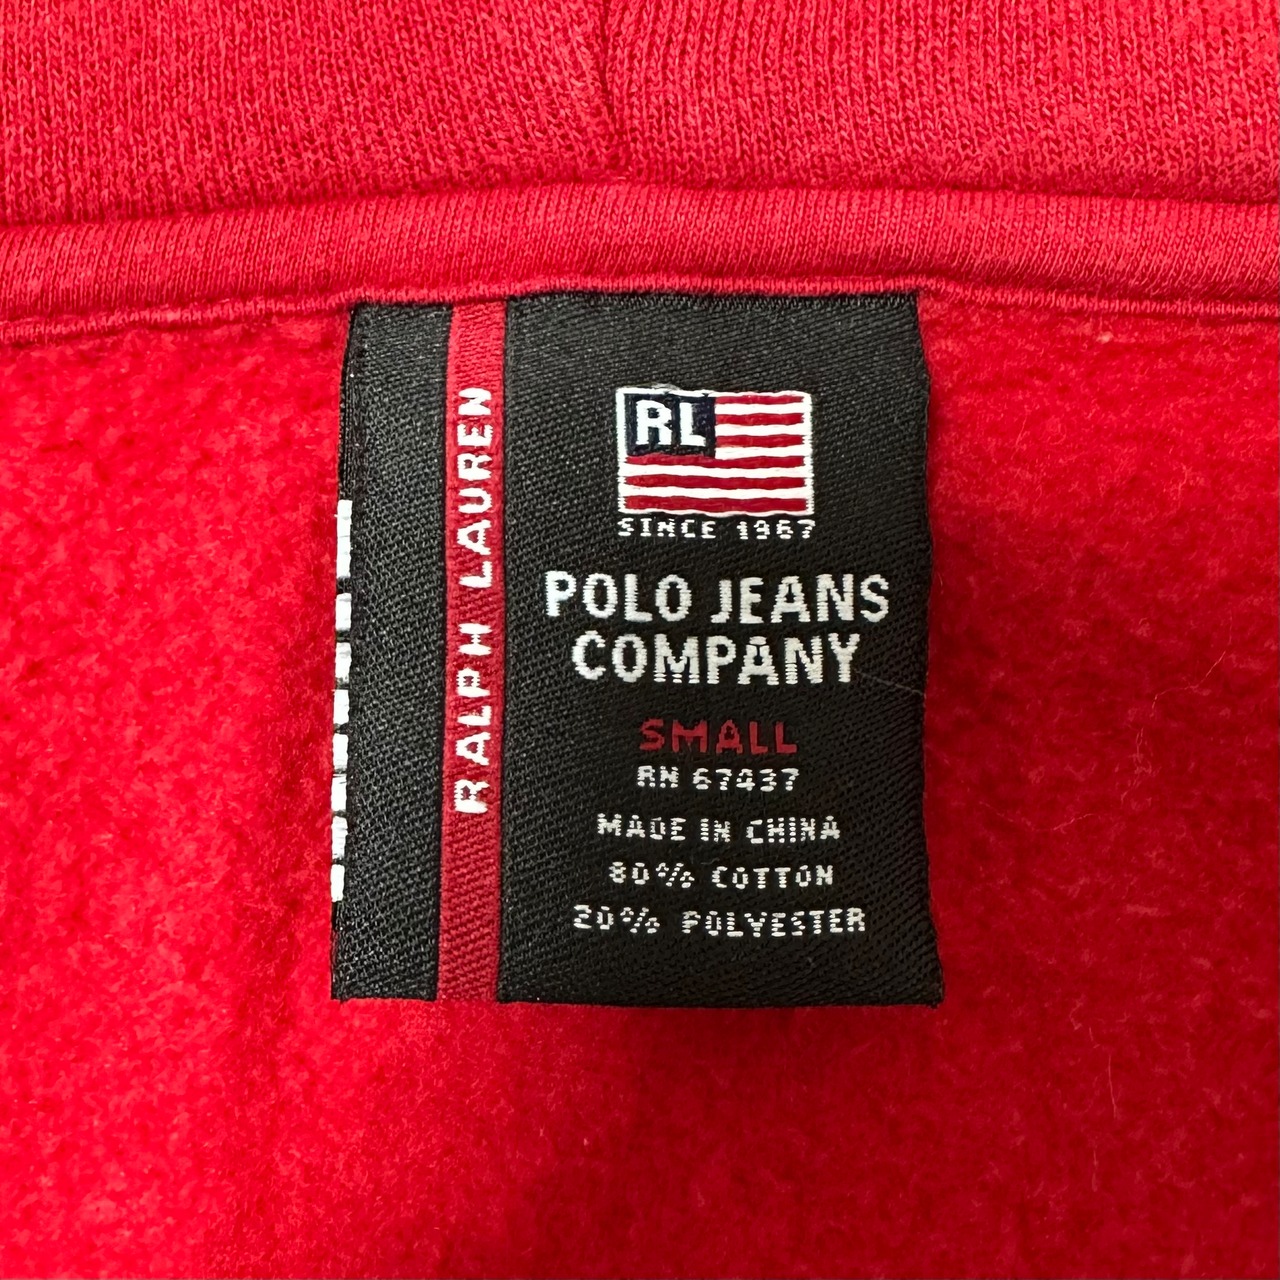 RALPH LAUREN
RL
SINCE 1967
POLO JEANS
COMPANY
SMALL
RN 67437
MADE IN CHINA
80% COTTON
20% POLYESTER